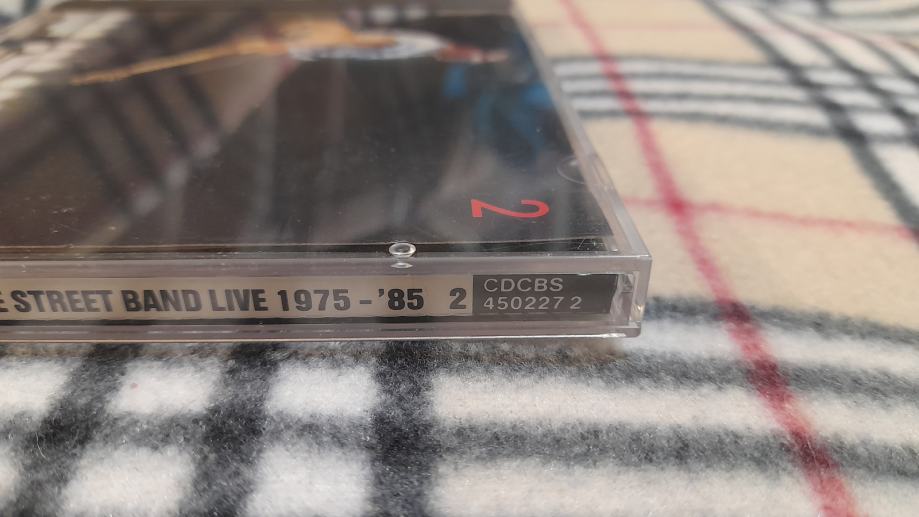 2
E STREET BAND LIVE 1975-'85 2
CDCBS
450227 2